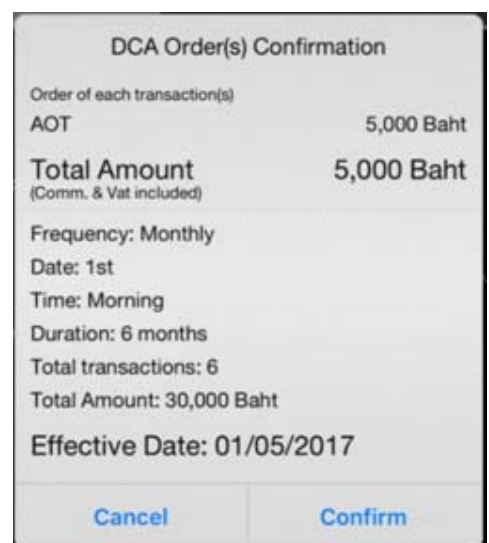 DCA Order(s) Confirmation
Order of each transaction(s)
AOT 5,000 Baht
Total Amount 5,000 Baht
(Comm. & Vat included)
Frequency: Monthly
Date: 1st
Time: Morning
Duration: 6 months
Total transactions: 6
Total Amount: 30,000 Baht
Effective Date: 01/05/2017
Cancel Confirm